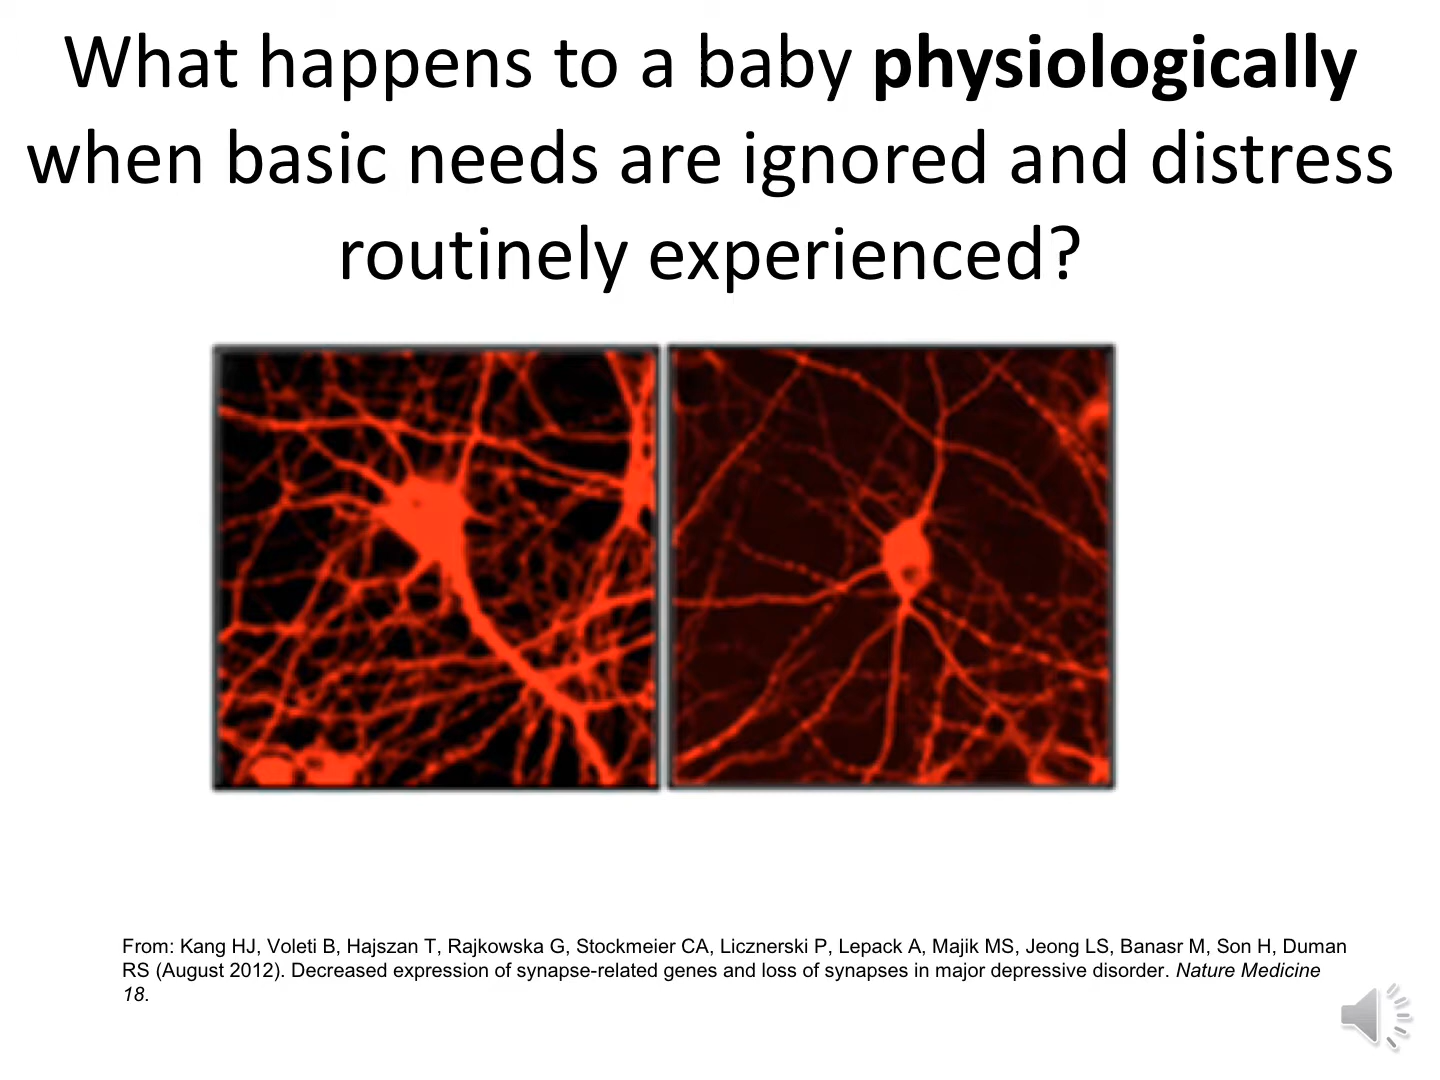 What happens to a baby physiologically
when basic needs are ignored and distress
routinely experienced?
From: Kang HJ, Voleti B, Hajszan T, Rajkowska G, Stockmeier CA, Licznerski P, Lepack A, Majik MS, Jeong LS, Banasr M, Son H, Duman
RS (August 2012). Decreased expression of synapse-related genes and loss of synapses in major depressive disorder. Nature Medicine
18.